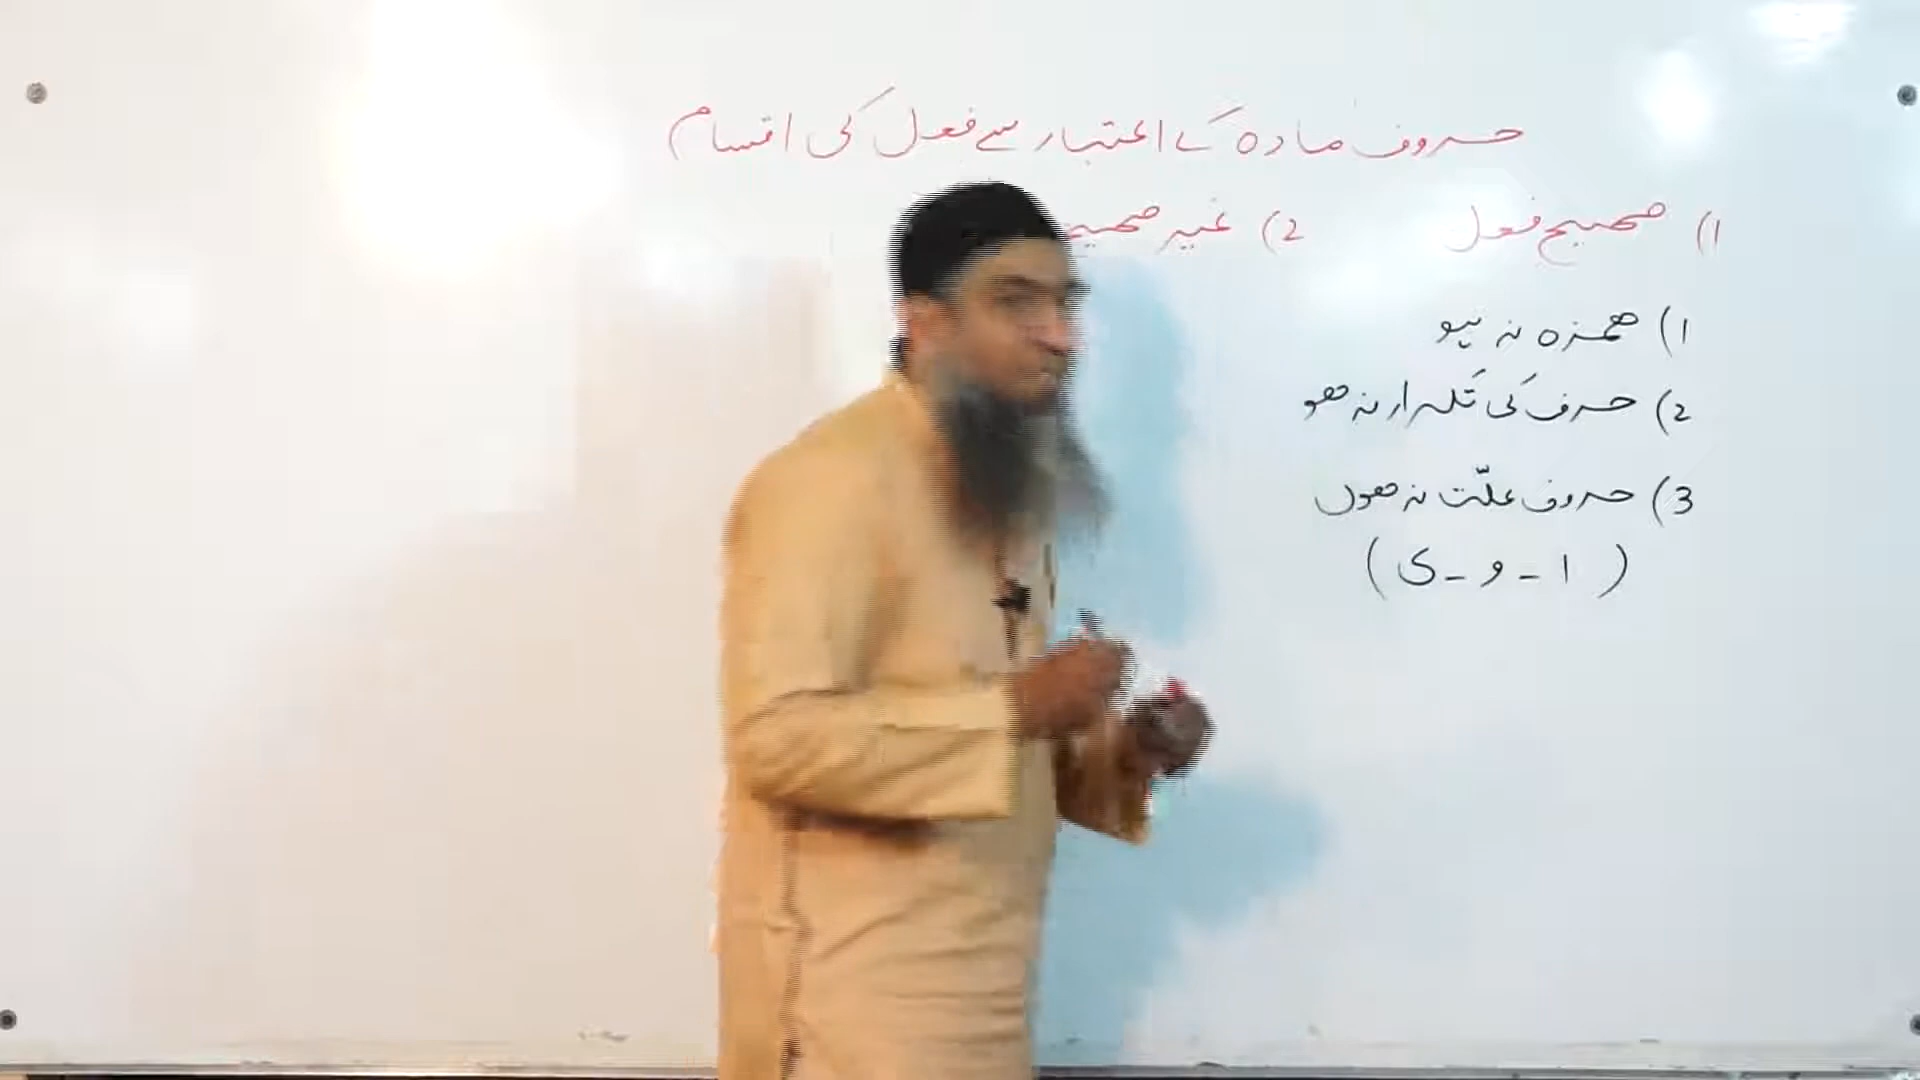 حروف مادہ کے اعتبار سے فعل کی اقسام
1) صحیح فعل 2) غیر صحیح
1) ھمزہ نہ ہو
2) حرف کی تکرار نہ ھو
3) حروف علّت نہ ھوں
( ا - و - ی )